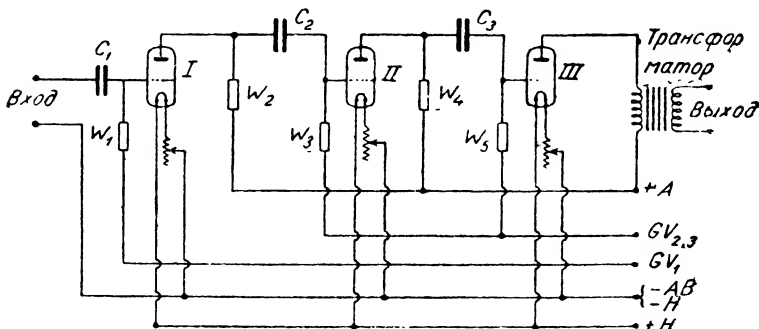 C₂
C₃
C₁
I
II
III
Трансфор
матор
Вход
W₁
W₂
W₃
W₄
W₅
Выход
+A
GV₂,₃
GV₁
-AB
-H
+H